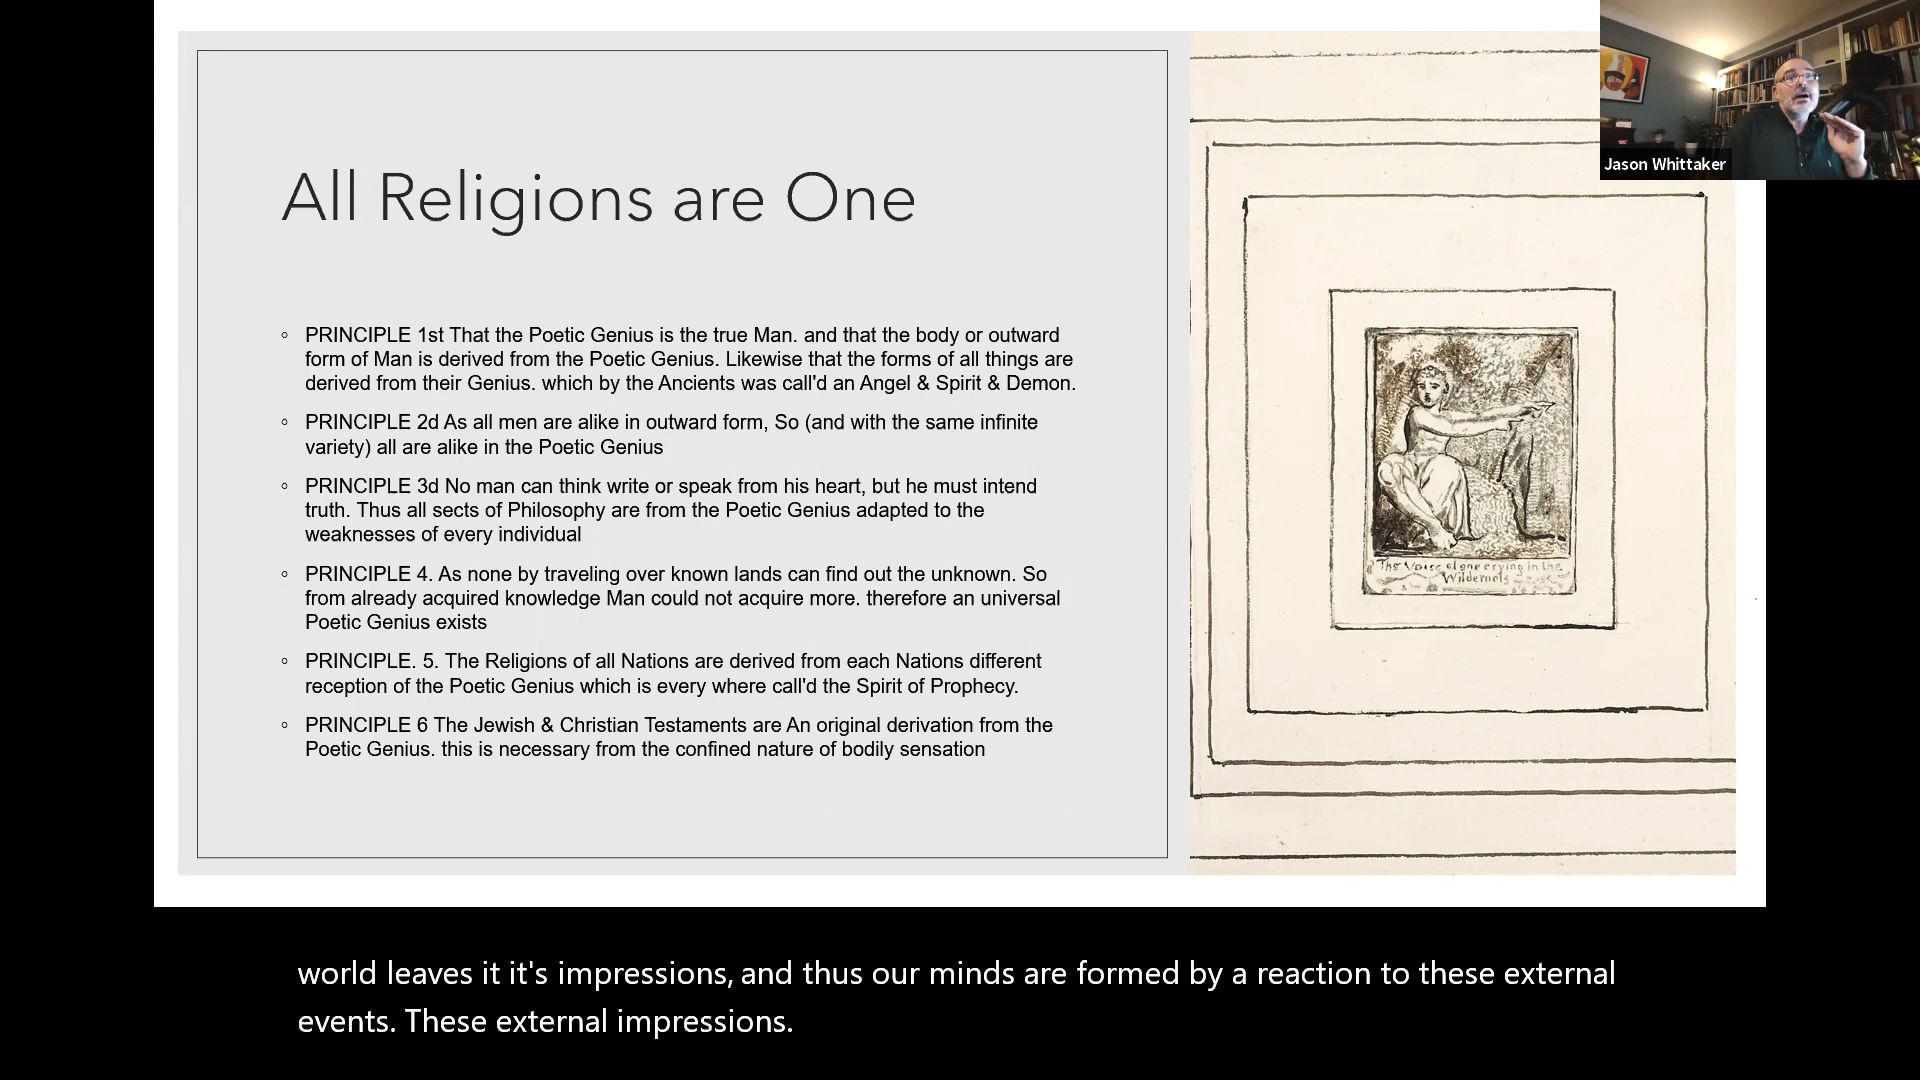 Jason Whittaker
All Religions are One
PRINCIPLE 1st That the Poetic Genius is the true Man. and that the body or outward
form of Man is derived from the Poetic Genius. Likewise that the forms of all things are
derived from their Genius. which by the Ancients was call'd an Angel & Spirit & Demon.
PRINCIPLE 2d As all men are alike in outward form, So (and with the same infinite
variety) all are alike in the Poetic Genius
PRINCIPLE 3d No man can think write or speak from his heart, but he must intend
truth. Thus all sects of Philosophy are from the Poetic Genius adapted to the
weaknesses of every individual
PRINCIPLE 4. As none by traveling over known lands can find out the unknown. So
from already acquired knowledge Man could not acquire more. therefore an universal
Poetic Genius exists
PRINCIPLE. 5. The Religions of all Nations are derived from each Nations different
reception of the Poetic Genius which is every where call'd the Spirit of Prophecy.
PRINCIPLE 6 The Jewish & Christian Testaments are An original derivation from the
Poetic Genius. this is necessary from the confined nature of bodily sensation
The Voice of one crying in the
Wilderness
world leaves it it's impressions, and thus our minds are formed by a reaction to these external
events. These external impressions.